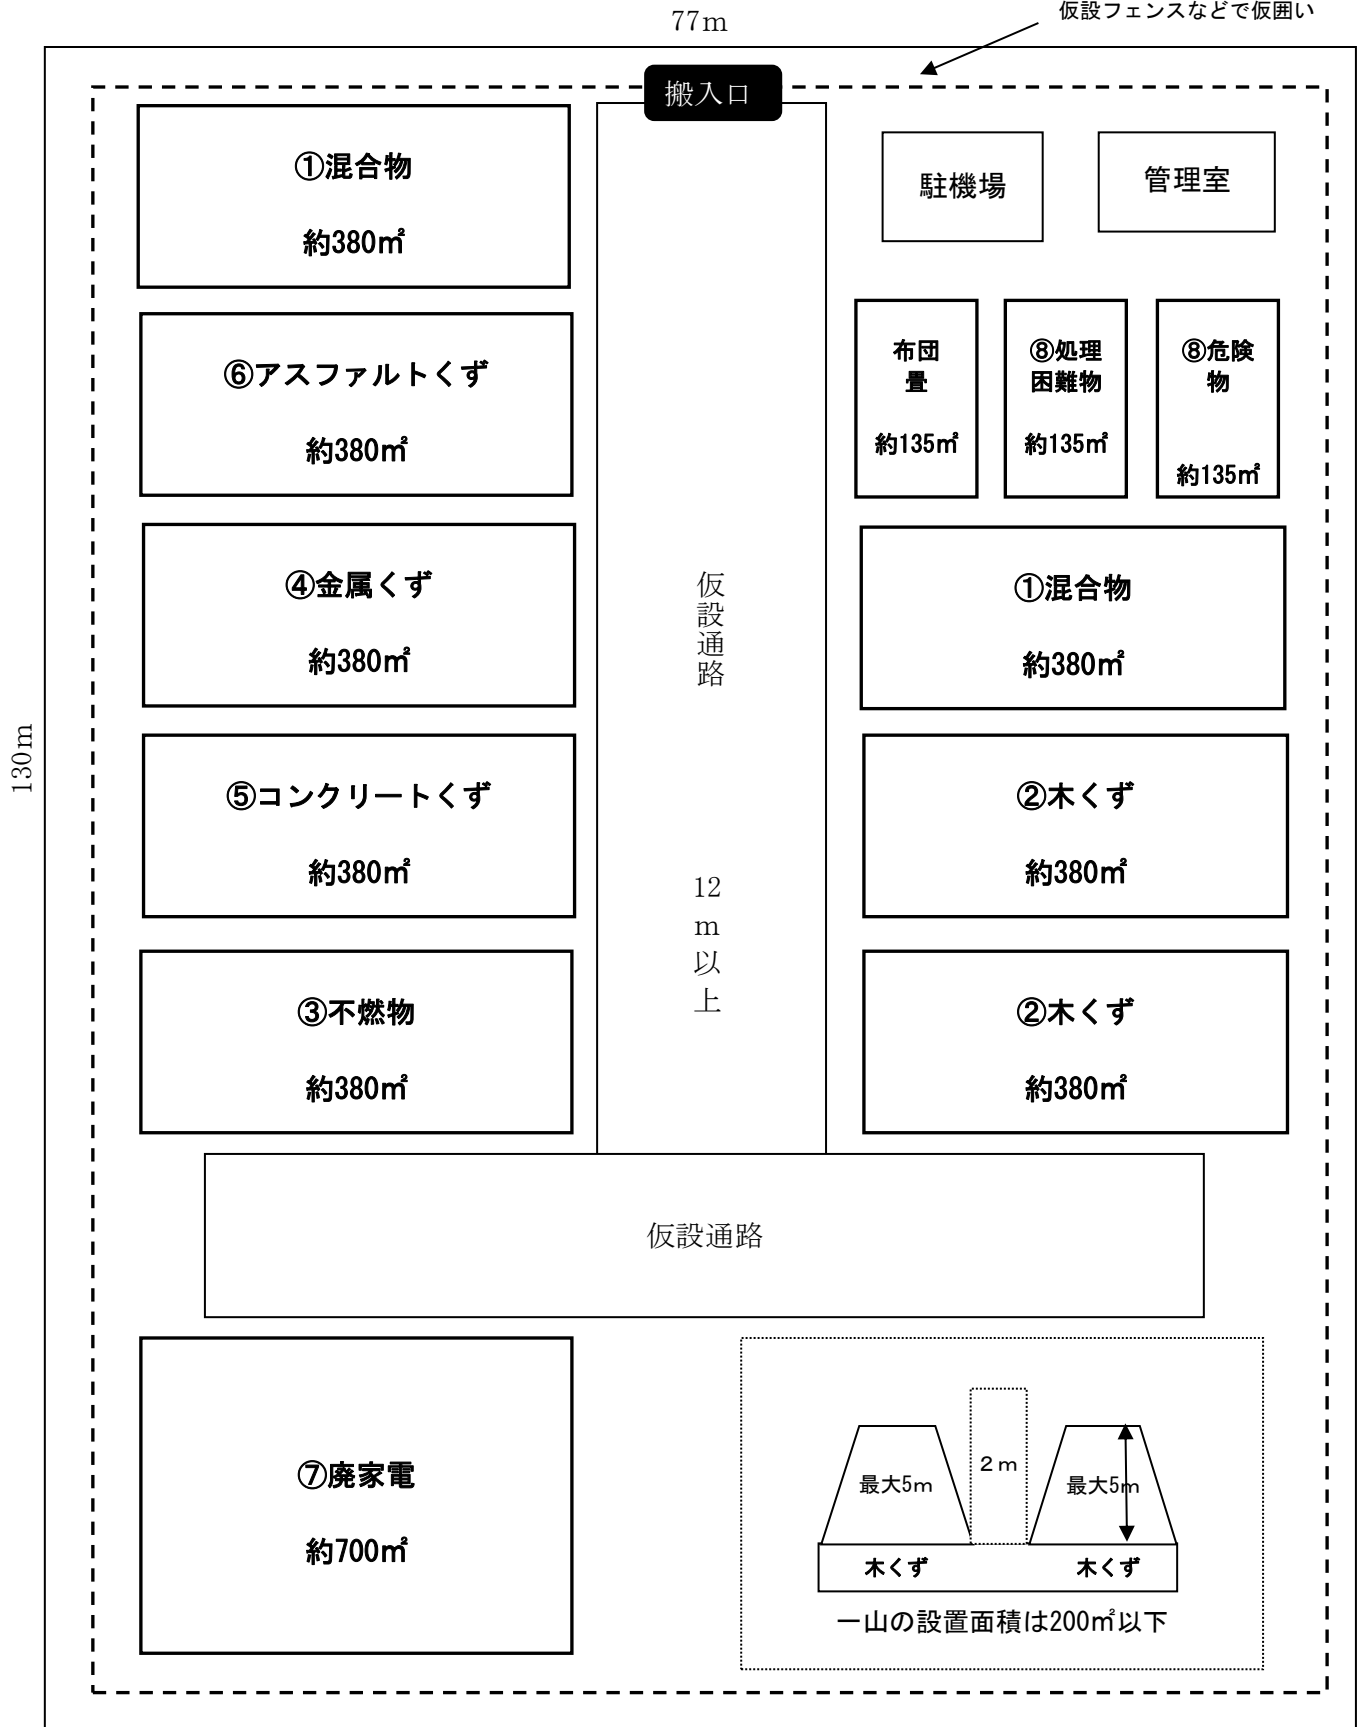 77m
仮設フェンスなどで仮囲い
搬入口
①混合物
約380㎡
駐機場
管理室
⑥アスファルトくず
約380㎡
布団
畳
約135㎡
⑧処理
困難物
約135㎡
⑧危険
物
約135㎡
④金属くず
約380㎡
仮設通路
①混合物
約380㎡
130m
⑤コンクリートくず
約380㎡
12
m
以
上
②木くず
約380㎡
③不燃物
約380㎡
②木くず
約380㎡
仮設通路
⑦廃家電
約700㎡
最大5m
2m
最大5m
木くず
木くず
一山の設置面積は200㎡以下